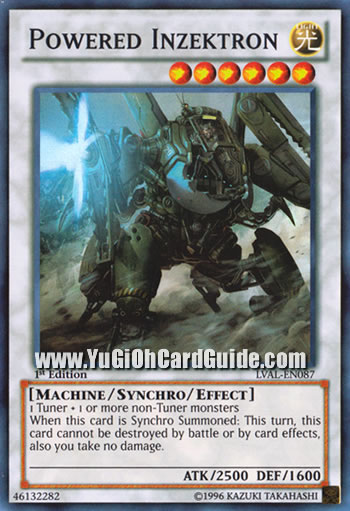 POWERED INZEKTRON
LIGHT
光
www.YuGiOhCardGuide.com
1st Edition
LVAL-EN087
[MACHINE/SYNCHRO/EFFECT]
1 Tuner + 1 or more non-Tuner monsters
When this card is Synchro Summoned: This turn, this
card cannot be destroyed by battle or by card effects,
also you take no damage.
ATK/2500 DEF/1600
46132282
©1996 KAZUKI TAKAHASHI